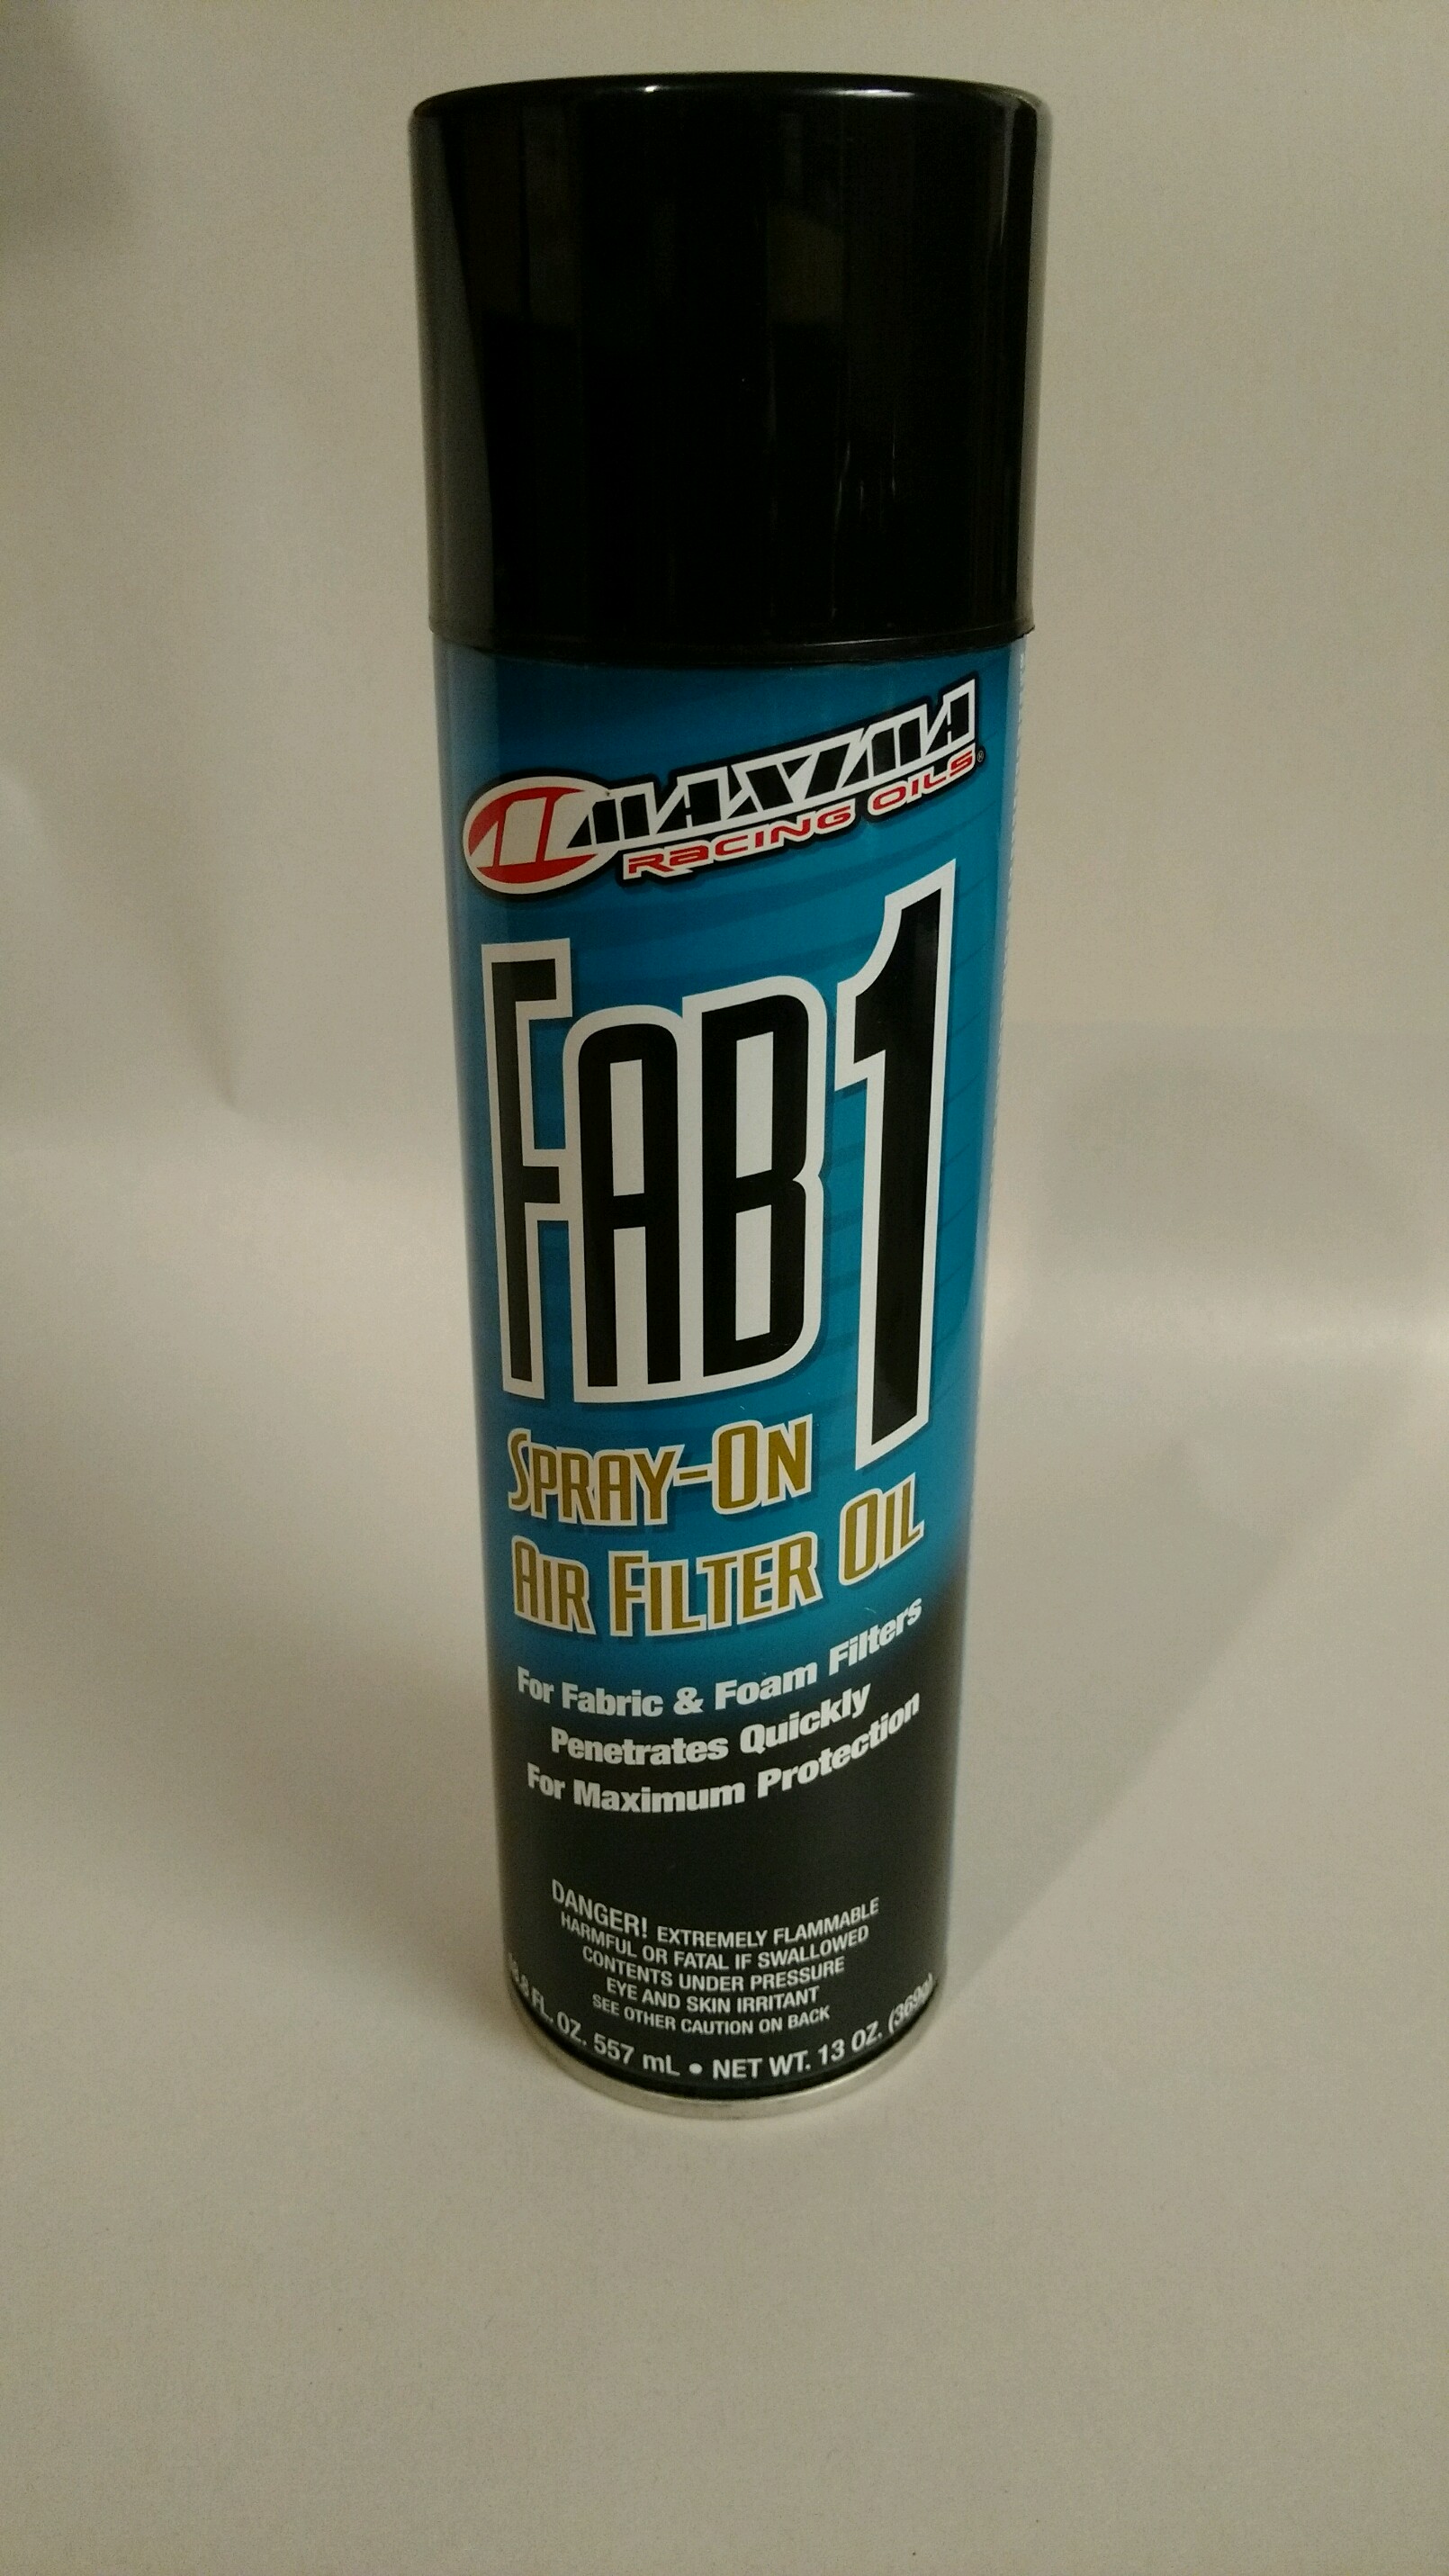 MAXIMA
RACING OILS®
FAB1
SPRAY-ON
AIR FILTER OIL
For Fabric & Foam Filters
Penetrates Quickly
For Maximum Protection
DANGER! EXTREMELY FLAMMABLE
HARMFUL OR FATAL IF SWALLOWED
CONTENTS UNDER PRESSURE
EYE AND SKIN IRRITANT
SEE OTHER CAUTION ON BACK
FL. OZ. 557 mL • NET WT. 13 OZ. (369g)